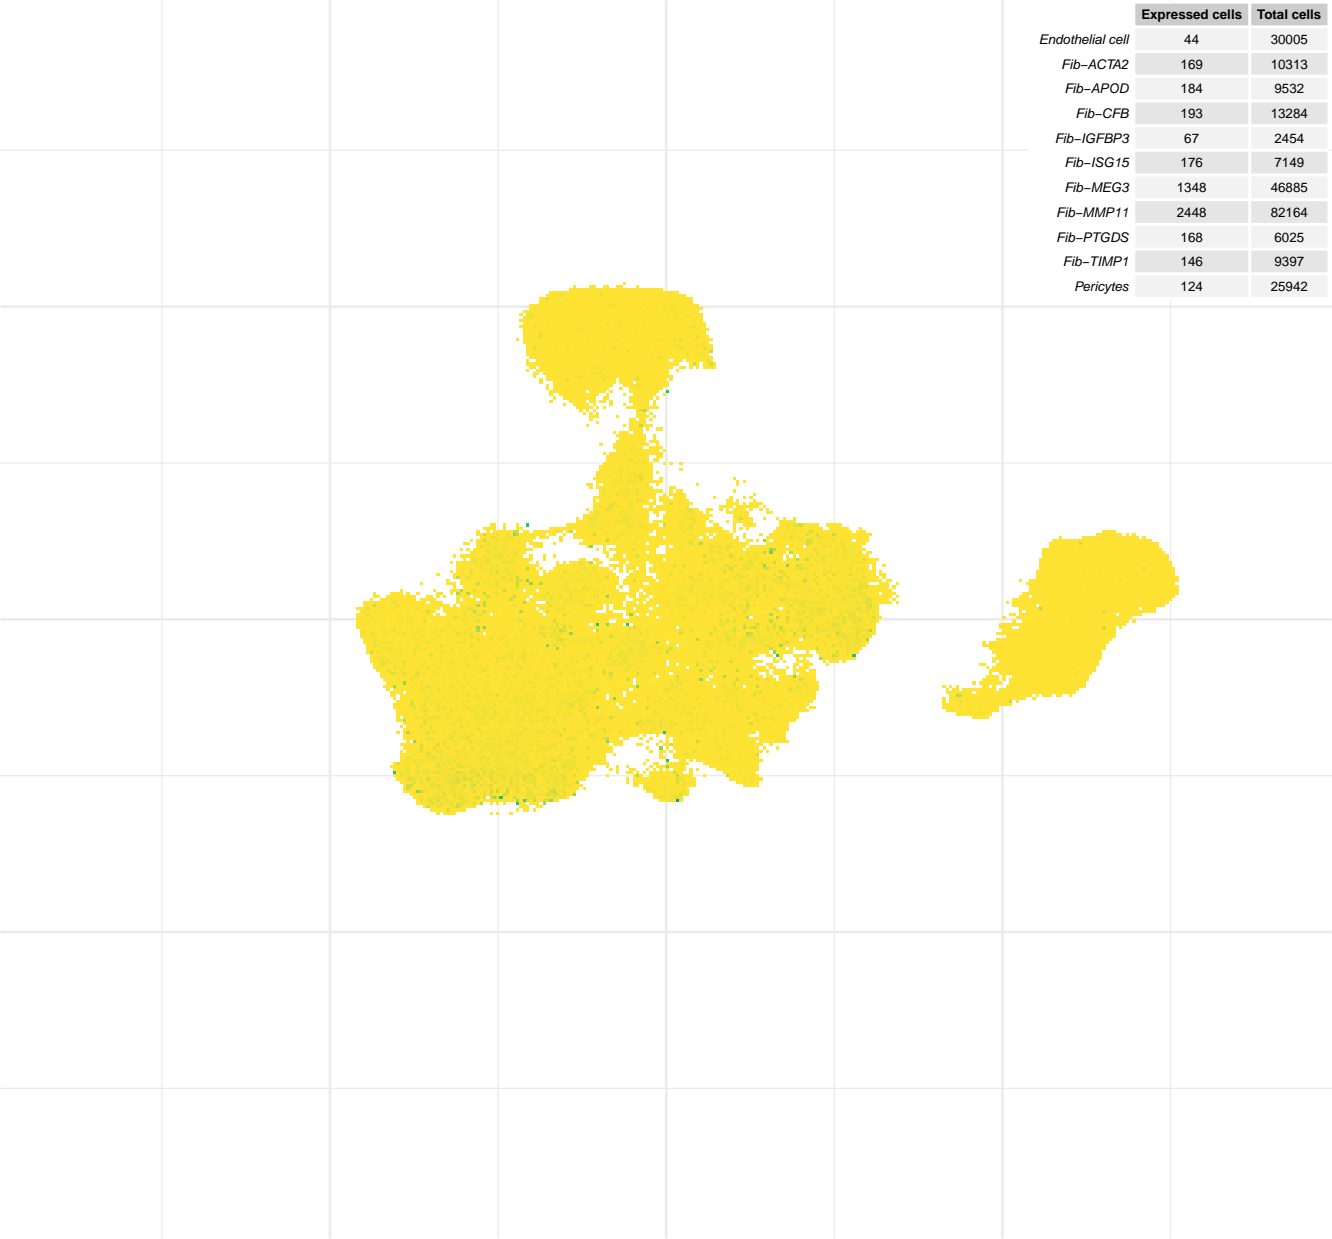 Expressed cells Total cells
Endothelial cell 44 30005
Fib−ACTA2 169 10313
Fib−APOD 184 9532
Fib−CFB 193 13284
Fib−IGFBP3 67 2454
Fib−ISG15 176 7149
Fib−MEG3 1348 46885
Fib−MMP11 2448 82164
Fib−PTGDS 168 6025
Fib−TIMP1 146 9397
Pericytes 124 25942